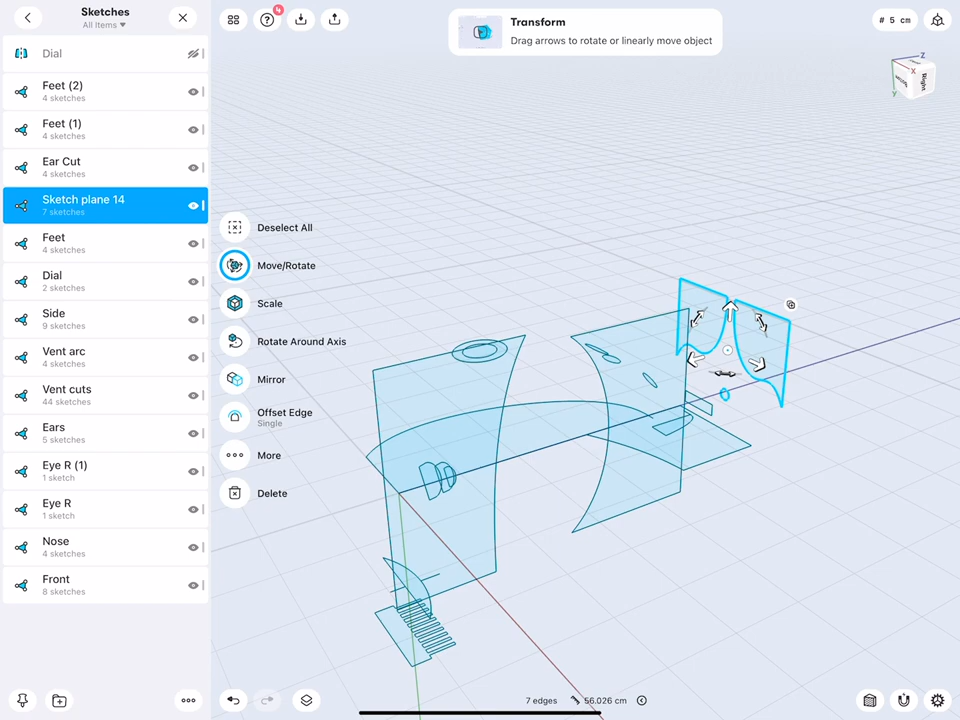 Sketches
All Items ▼
Dial
Feet (2)
4 sketches
Feet (1)
4 sketches
Ear Cut
4 sketches
Sketch plane 14
7 sketches
Feet
4 sketches
Dial
2 sketches
Side
9 sketches
Vent arc
4 sketches
Vent cuts
44 sketches
Ears
5 sketches
Eye R (1)
1 sketch
Eye R
1 sketch
Nose
4 sketches
Front
8 sketches
4
Transform
Drag arrows to rotate or linearly move object
# 5 cm
Z
X
Y
Right
Deselect All
Move/Rotate
Scale
Rotate Around Axis
Mirror
Offset Edge
Single
More
Delete
7 edges
56.026 cm